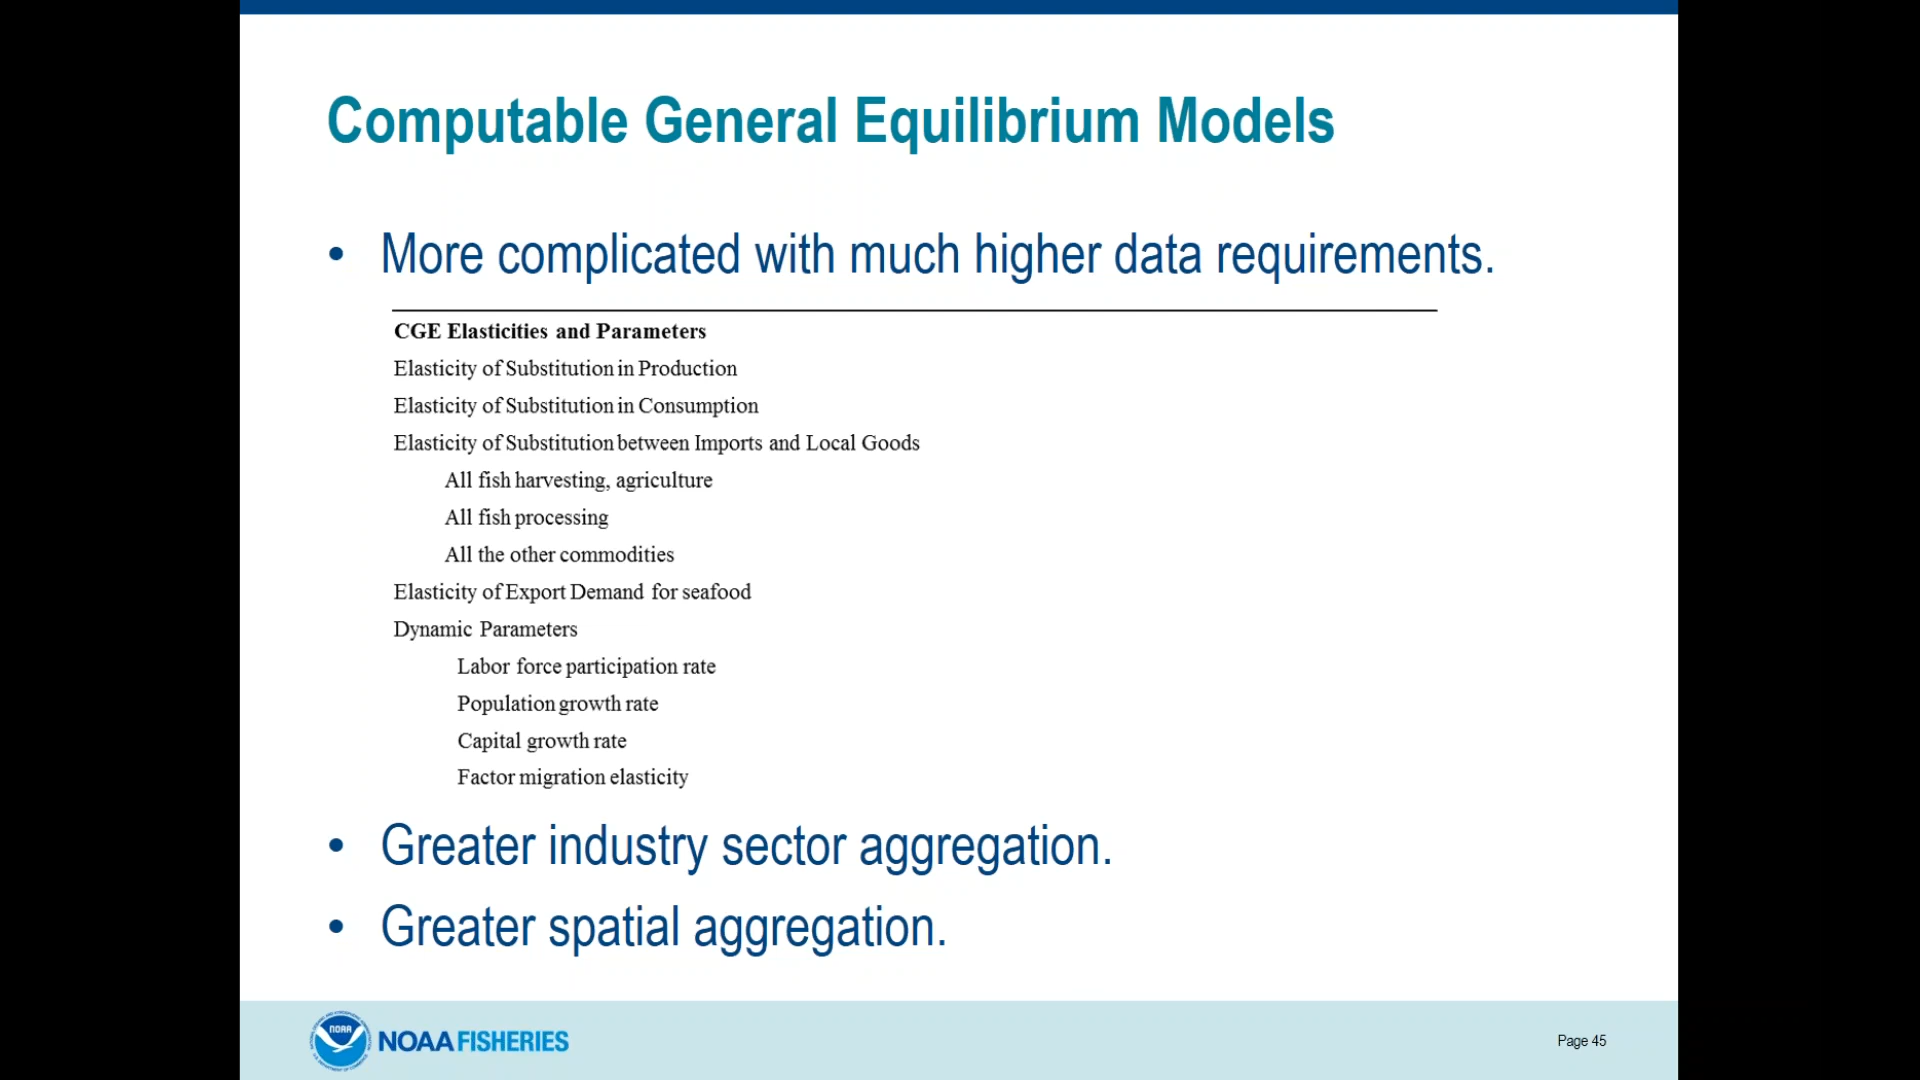 Computable General Equilibrium Models
• More complicated with much higher data requirements.
CGE Elasticities and Parameters
Elasticity of Substitution in Production
Elasticity of Substitution in Consumption
Elasticity of Substitution between Imports and Local Goods
All fish harvesting, agriculture
All fish processing
All the other commodities
Elasticity of Export Demand for seafood
Dynamic Parameters
Labor force participation rate
Population growth rate
Capital growth rate
Factor migration elasticity
• Greater industry sector aggregation.
• Greater spatial aggregation.
NOAA
NOAA FISHERIES
Page 45